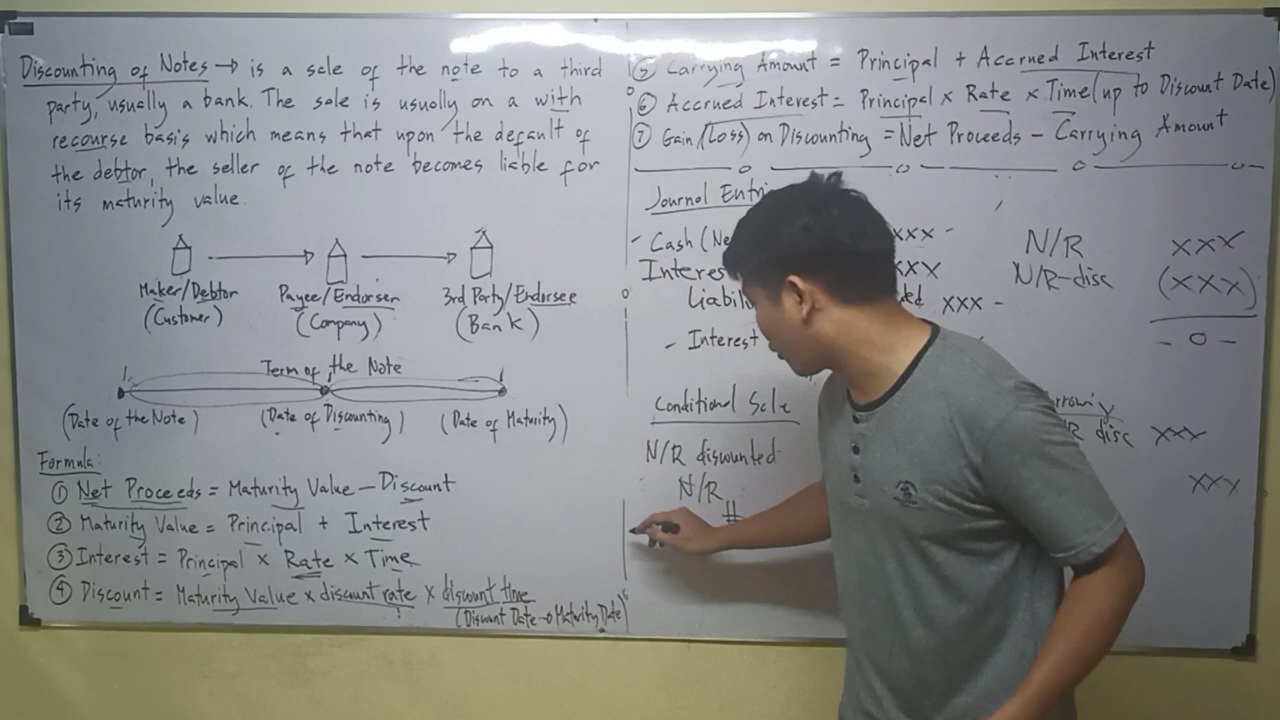 Discounting of Notes → is a sale of the note to a third
party, usually a bank. The sale is usually on a with
recourse basis which means that upon the default of
the debtor, the seller of the note becomes liable for
its maturity value.
Maker/Debtor
(Customer)
Payee/Endorser
(Company)
3rd Party/Endorsee
(Bank)
Term of the Note
(Date of the Note)
(Date of Discounting)
(Date of Maturity)
Formula:
① Net Proceeds = Maturity Value - Discount
② Maturity Value = Principal + Interest
③ Interest = Principal x Rate x Time
④ Discount = Maturity Value x discount rate x discount time
(Discount Date → Maturity Date)
⑤ Carrying Amount = Principal + Accrued Interest
⑥ Accrued Interest = Principal x Rate x Time (up to Discount Date)
⑦ Gain/(Loss) on Discounting = Net Proceeds - Carrying Amount
Journal Entri
- Cash (Ne xxx -
Interes xxx
Liabili ed xxx -
- Interest
N/R xxx
N/R-disc (xxx)
- 0 -
Conditional Sale
N/R discounted
N/R
#
R disc xxx
xxx